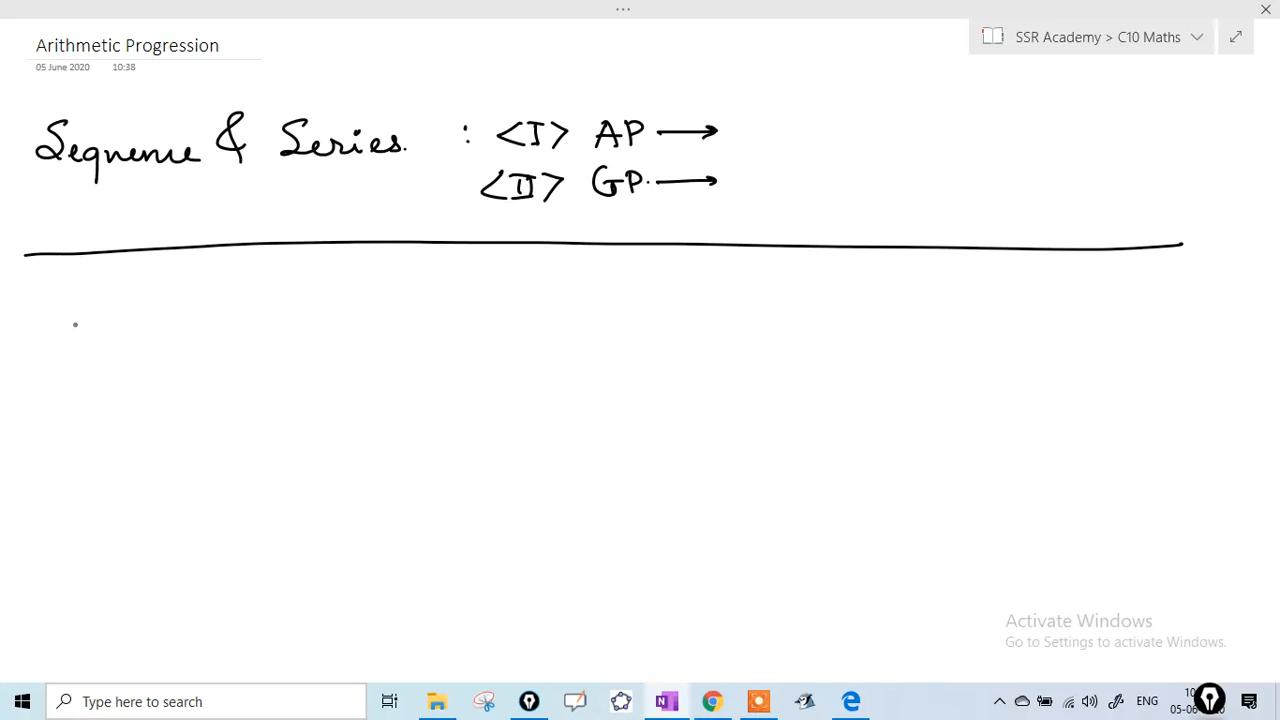 ...
Arithmetic Progression
SSR Academy > C10 Maths
05 June 2020 10:38
Sequence & Series. : <I> AP →
<II> GP. →
Activate Windows
Go to Settings to activate Windows.
Type here to search
ENG